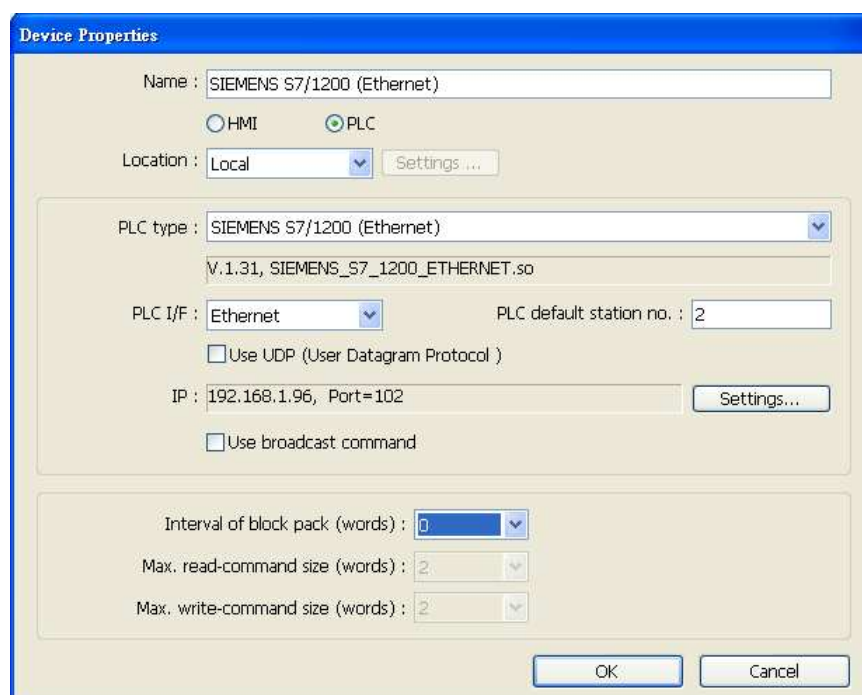 Device Properties
Name : SIEMENS S7/1200 (Ethernet)
HMI PLC
Location : Local Settings ...
PLC type : SIEMENS S7/1200 (Ethernet)
V.1.31, SIEMENS_S7_1200_ETHERNET.so
PLC I/F : Ethernet PLC default station no. : 2
Use UDP (User Datagram Protocol )
IP : 192.168.1.96, Port=102 Settings...
Use broadcast command
Interval of block pack (words) : 0
Max. read-command size (words) : 2
Max. write-command size (words) : 2
OK Cancel